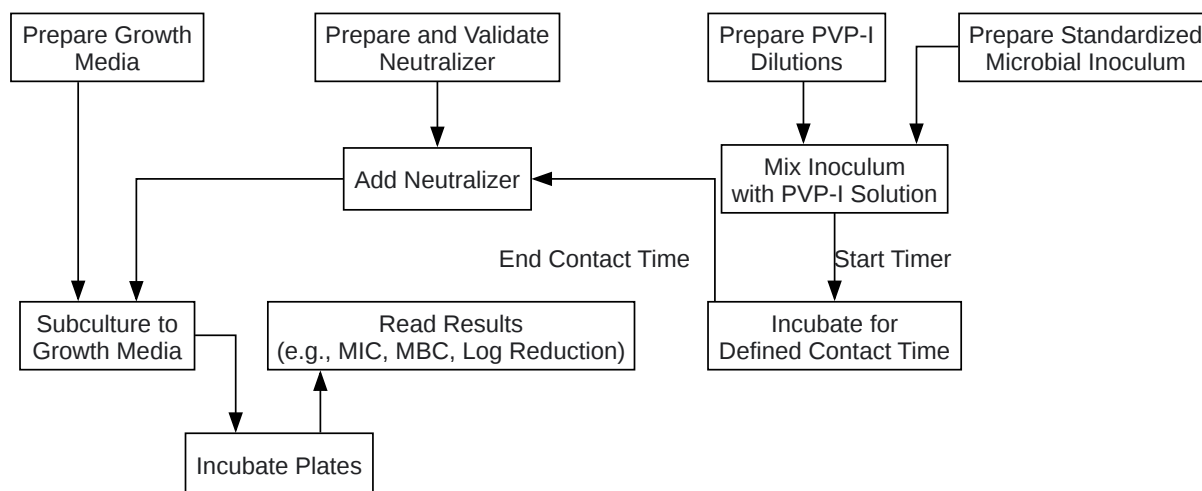 Prepare Growth
Media
Prepare and Validate
Neutralizer
Prepare PVP-I
Dilutions
Prepare Standardized
Microbial Inoculum
Add Neutralizer
Mix Inoculum
with PVP-I Solution
End Contact Time
Start Timer
Subculture to
Growth Media
Read Results
(e.g., MIC, MBC, Log Reduction)
Incubate for
Defined Contact Time
Incubate Plates